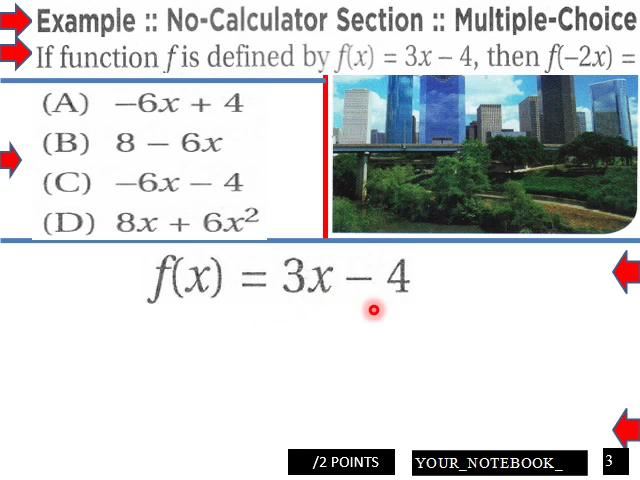 Example :: No-Calculator Section :: Multiple-Choice
If function f is defined by f(x) = 3x – 4, then f(–2x) =
(A) –6x + 4
(B) 8 – 6x
(C) –6x – 4
(D) 8x + 6x²
f(x) = 3x – 4
/2 POINTS
YOUR_NOTEBOOK_
3